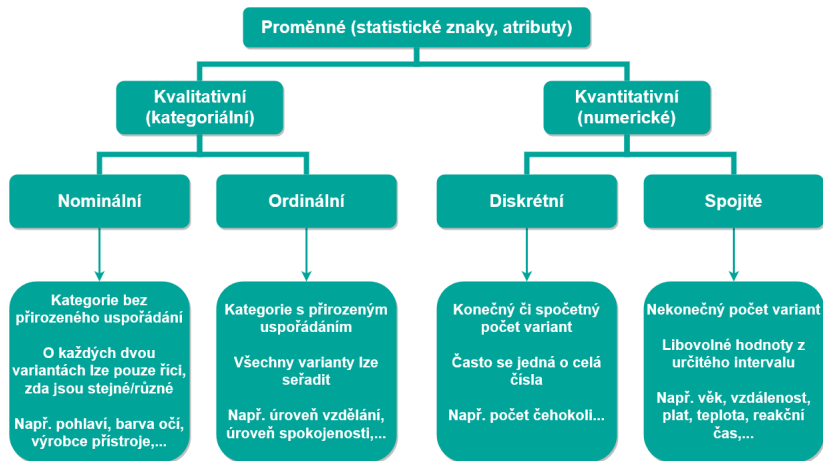 Proměnné (statistické znaky, atributy)
Kvalitativní
(kategoriální)
Kvantitativní
(numerické)
Nominální
Ordinální
Diskrétní
Spojité
Kategorie bez
přirozeného uspořádání
O každých dvou
variantách lze pouze říci,
zda jsou stejné/různé
Např. pohlaví, barva očí,
výrobce přístroje,...
Kategorie s přirozeným
uspořádáním
Všechny varianty lze
seřadit
Např. úroveň vzdělání,
úroveň spokojenosti,...
Konečný či spočetný
počet variant
Často se jedná o celá
čísla
Např. počet čehokoli...
Nekonečný počet variant
Libovolné hodnoty z
určitého intervalu
Např. věk, vzdálenost,
plat, teplota, reakční
čas,...